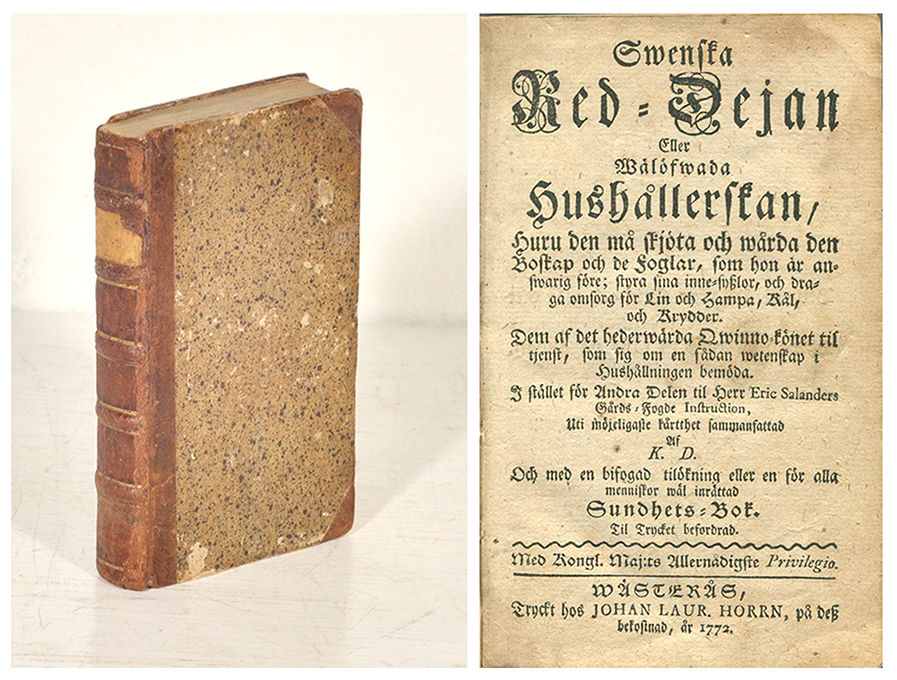 Swenska
Red-Dejan
Eller
Wälöfwada
Hushållerskan,
Huru den må skjöta och wårda den
Boskap och de Foglar, som hon är an-
swarig före; styra sina inne-syßlor, och dra-
ga omsorg för Lin och Hampa, Kål,
och Krydder.
Dem af det hederwärda Qwinno-könet til
tjenst, som sig om en sådan wetenskap i
Hushållningen bemöda.
I stället för Andra Delen til Herr Eric Salanders
Gårds-Fogde Instruction,
Uti möjeligaste kårtthet sammanfattad
Af
K. D.
Och med en bifogad tilökning eller en för alla
menniskor wäl inrättad
Sundhets-Bok.
Til Trycket befordrad.
Med Kongl. Maj:ts Allernådigste Privilegio.
WÄSTERÅS,
Tryckt hos JOHAN LAUR. HORRN, på deß
bekostnad, år 1772.